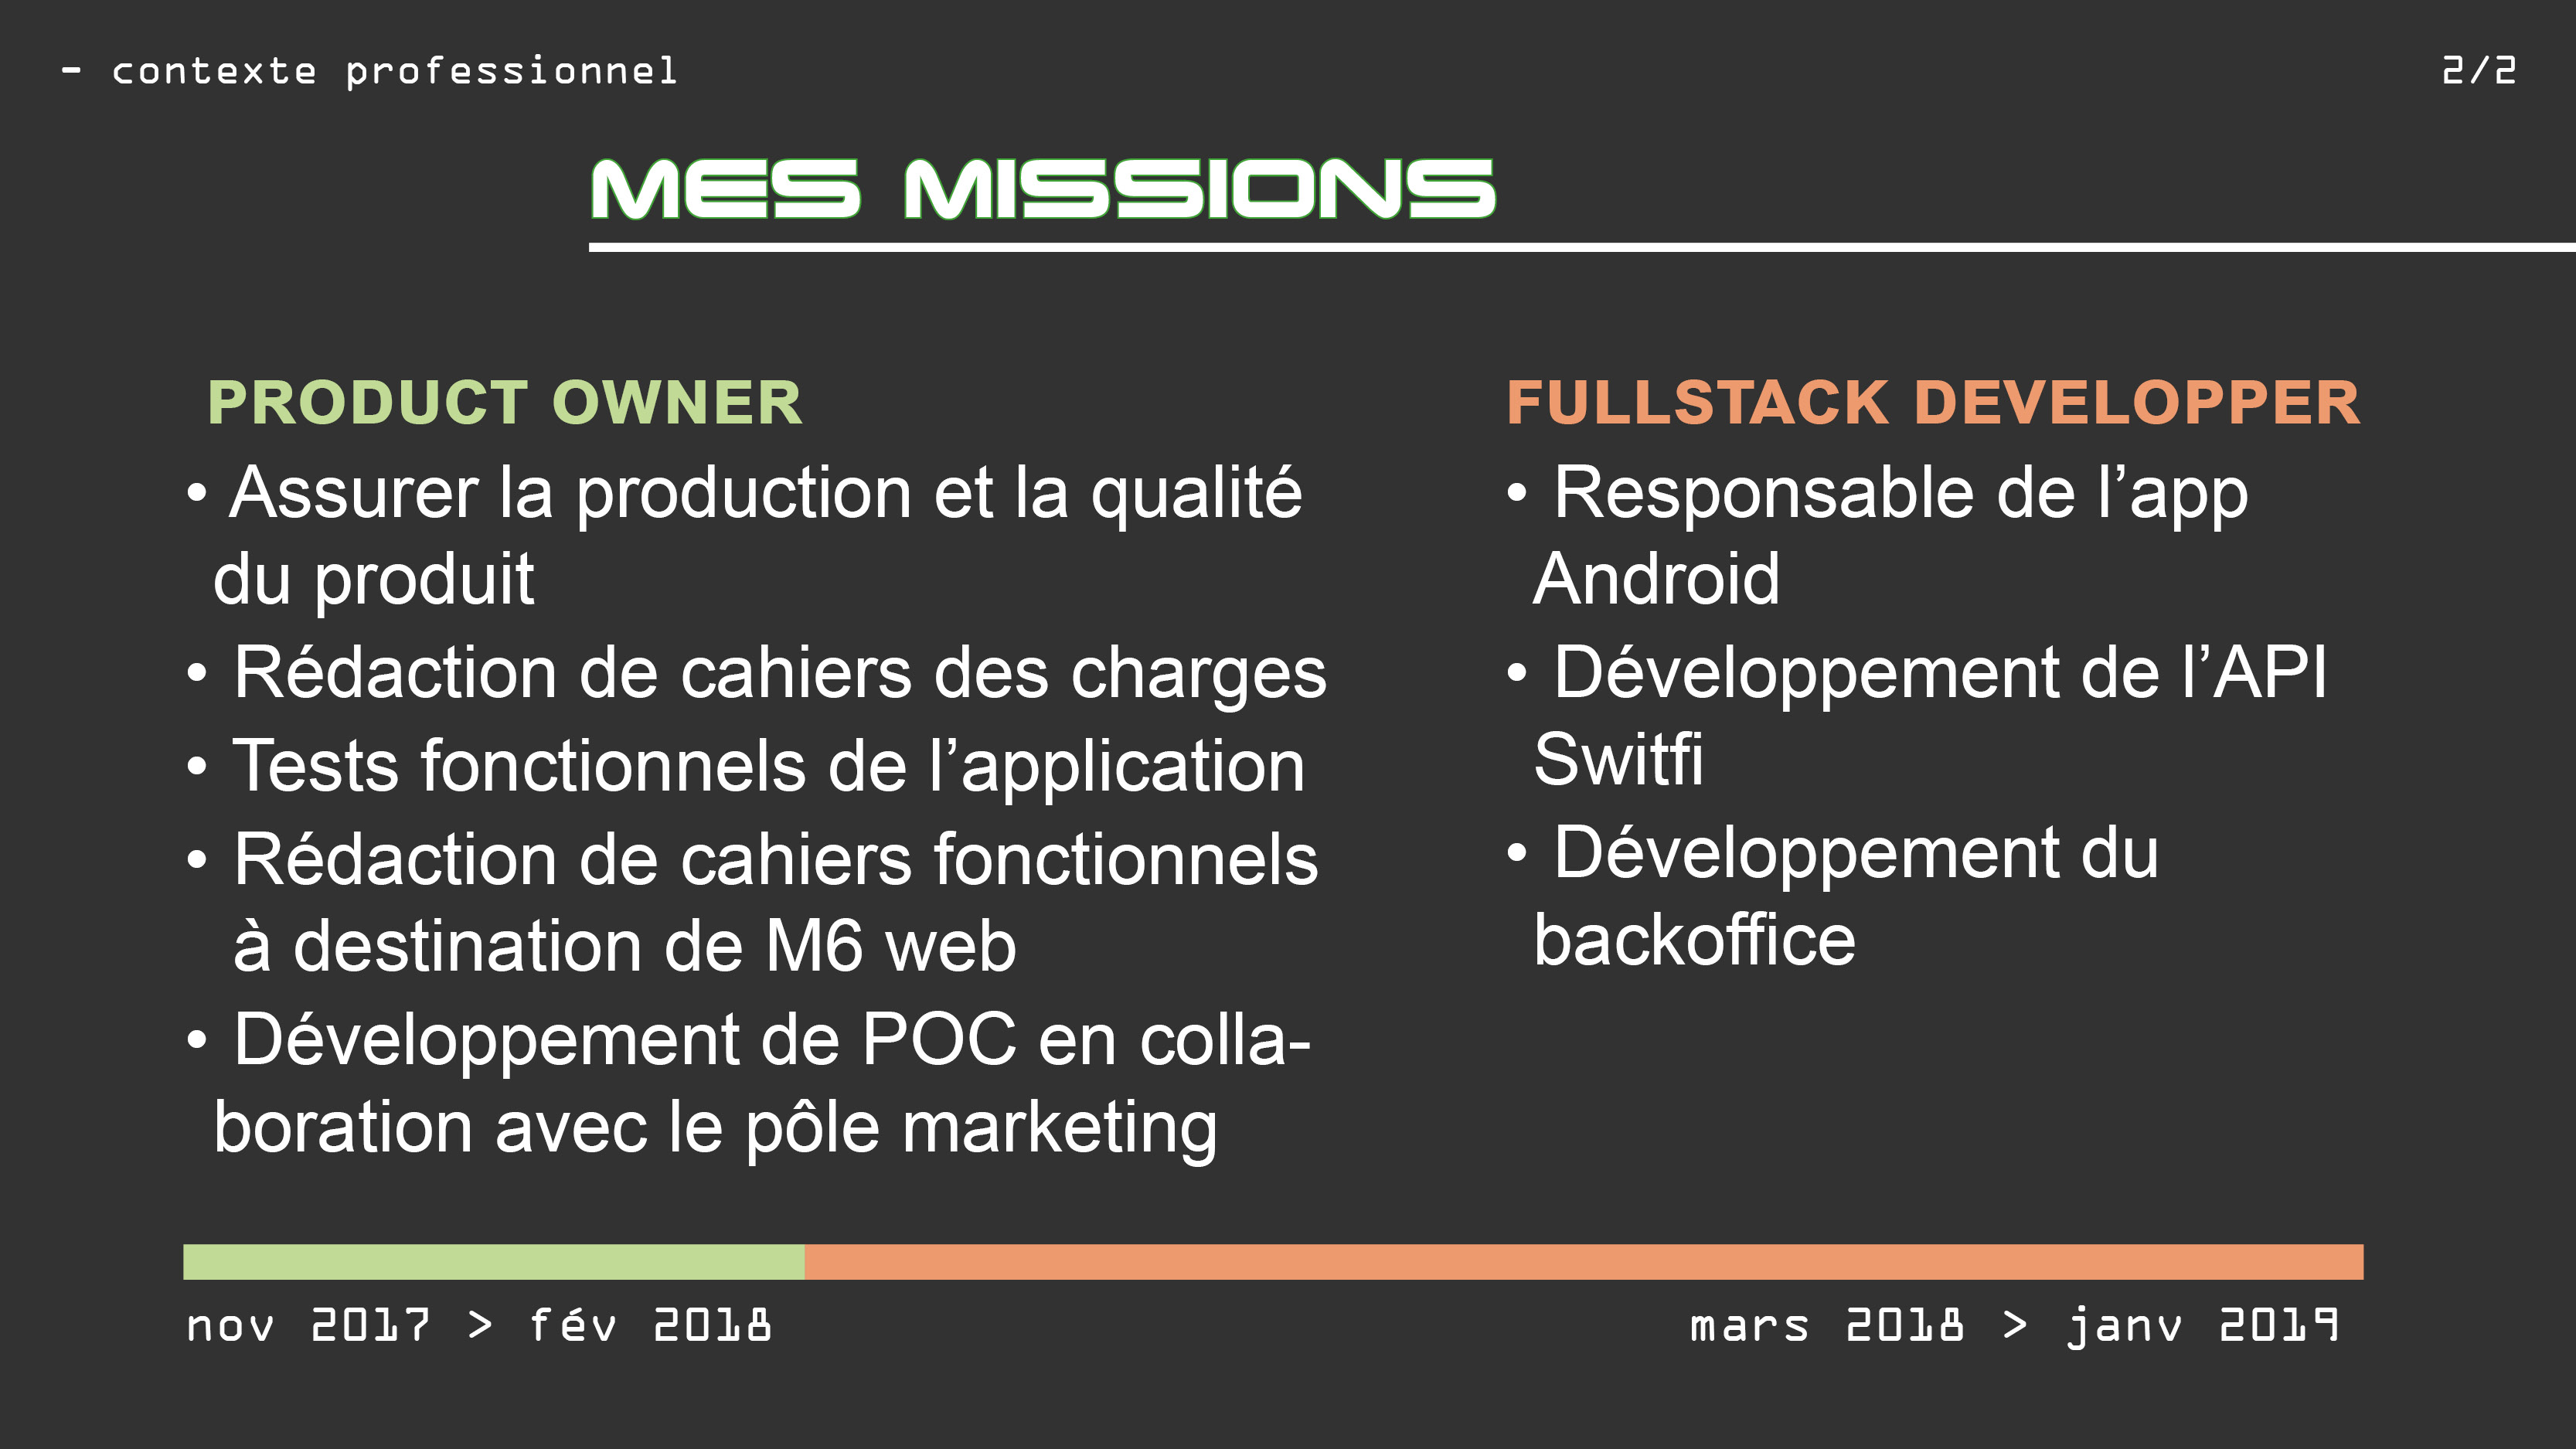 - contexte professionnel
2/2
MES MISSIONS
PRODUCT OWNER
• Assurer la production et la qualité
du produit
• Rédaction de cahiers des charges
• Tests fonctionnels de l’application
• Rédaction de cahiers fonctionnels
à destination de M6 web
• Développement de POC en colla-
boration avec le pôle marketing
FULLSTACK DEVELOPPER
• Responsable de l’app
Android
• Développement de l’API
Switfi
• Développement du
backoffice
nov 2017 > fév 2018
mars 2018 > janv 2019